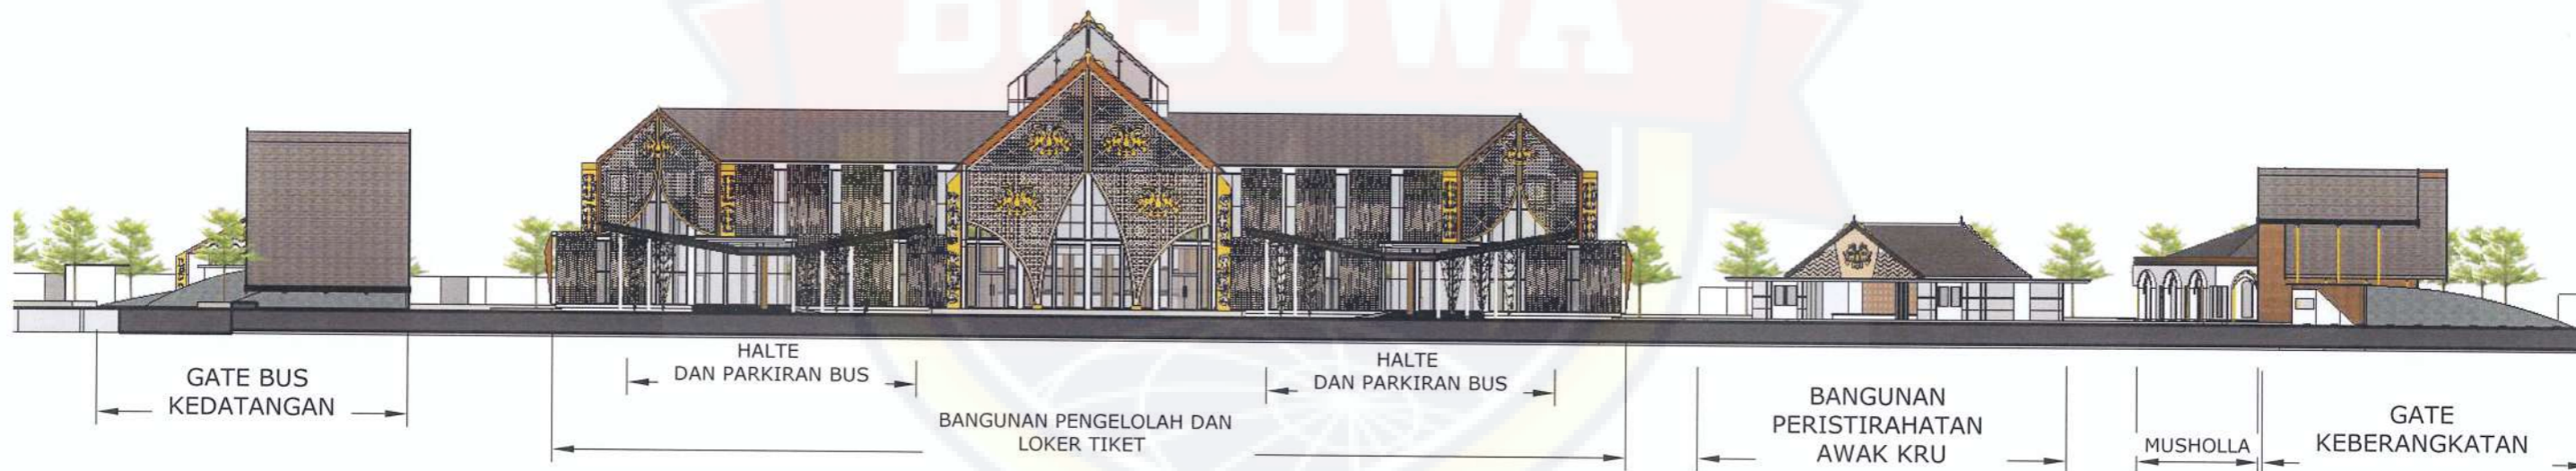 BOSOWA
GATE BUS
KEDATANGAN
HALTE
DAN PARKIRAN BUS
HALTE
DAN PARKIRAN BUS
BANGUNAN PENGELOLAH DAN
LOKER TIKET
BANGUNAN
PERISTIRAHATAN
AWAK KRU
MUSHOLLA
GATE
KEBERANGKATAN